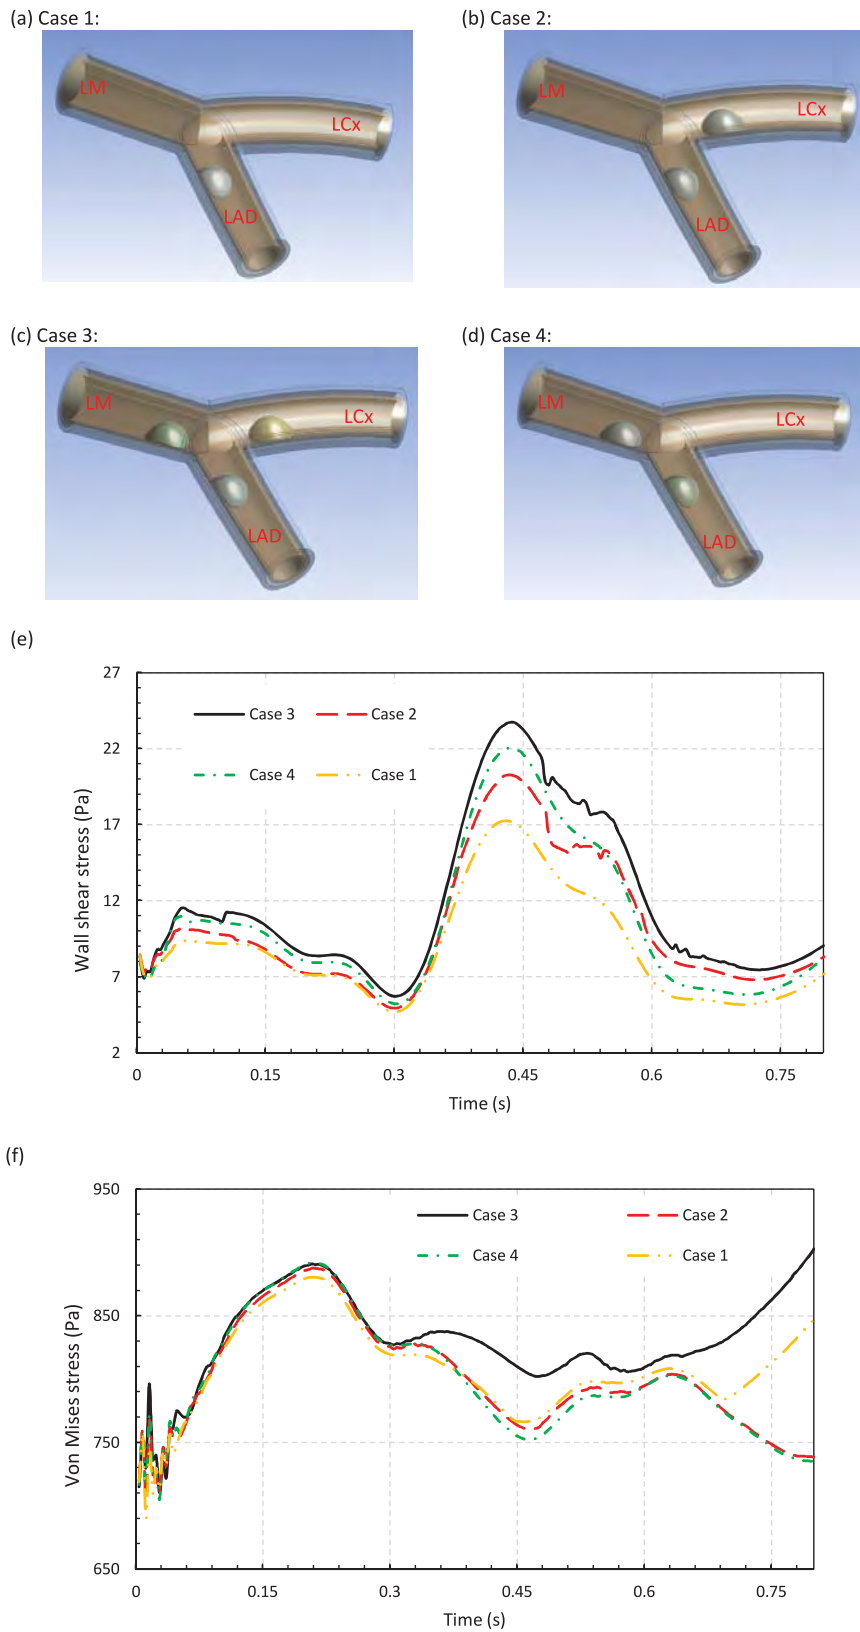 (a) Case 1:
LM
LCx
LAD
(b) Case 2:
LM
LCx
LAD
(c) Case 3:
LM
LCx
LAD
(d) Case 4:
LM
LCx
LAD
(e)
27
22
17
12
7
2
Wall shear stress (Pa)
Case 3
Case 2
Case 4
Case 1
0
0.15
0.3
0.45
0.6
0.75
Time (s)
(f)
950
850
750
650
Von Mises stress (Pa)
Case 3
Case 2
Case 4
Case 1
0
0.15
0.3
0.45
0.6
0.75
Time (s)